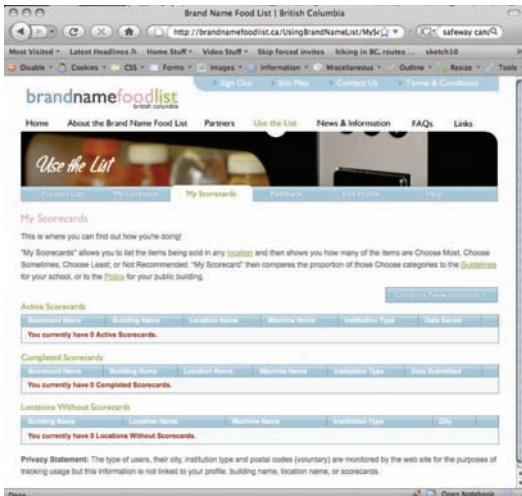 Brand Name Food List | British Columbia
http://brandnamefoodlist.ca/UsingBrandNameList/MySc
safeway canc
Most Visited Latest Headlines Home Stuff Video Stuff Skip forced invites hiking in BC, routes ... sketch10
Disable Cookies CSS Forms Images Information Miscellaneous Outline Resize Tools
Sign Out Site Map Contact Us Terms & Conditions
brandnamefoodlist
british columbia
Home About the Brand Name Food List Partners Use the List News & Information FAQs Links
Use the List
Product List My Locations My Scorecards Feedback Edit Profile Help
My Scorecards
This is where you can find out how you're doing!
"My Scorecards" allows you to list the items being sold in any location and then shows you how many of the items are Choose Most, Choose
Sometimes, Choose Least, or Not Recommended. "My Scorecard" then compares the proportion of those Choose categories to the Guidelines
for your school, or to the Policy for your public building.
Create a New Scorecard
Active Scorecards
Scorecard Name Building Name Location Name Machine Name Institution Type Date Saved
You currently have 0 Active Scorecards.
Completed Scorecards
Scorecard Name Building Name Location Name Machine Name Institution Type Date Submitted
You currently have 0 Completed Scorecards.
Locations Without Scorecards
Building Name Location Name Machine Name Institution Type City
You currently have 0 Locations Without Scorecards.
Privacy Statement: The type of users, their city, institution type and postal codes (voluntary) are monitored by the web site for the purposes of
tracking usage but this information is not linked to your profile, building name, location name, or scorecards.
Done
Open Notebook